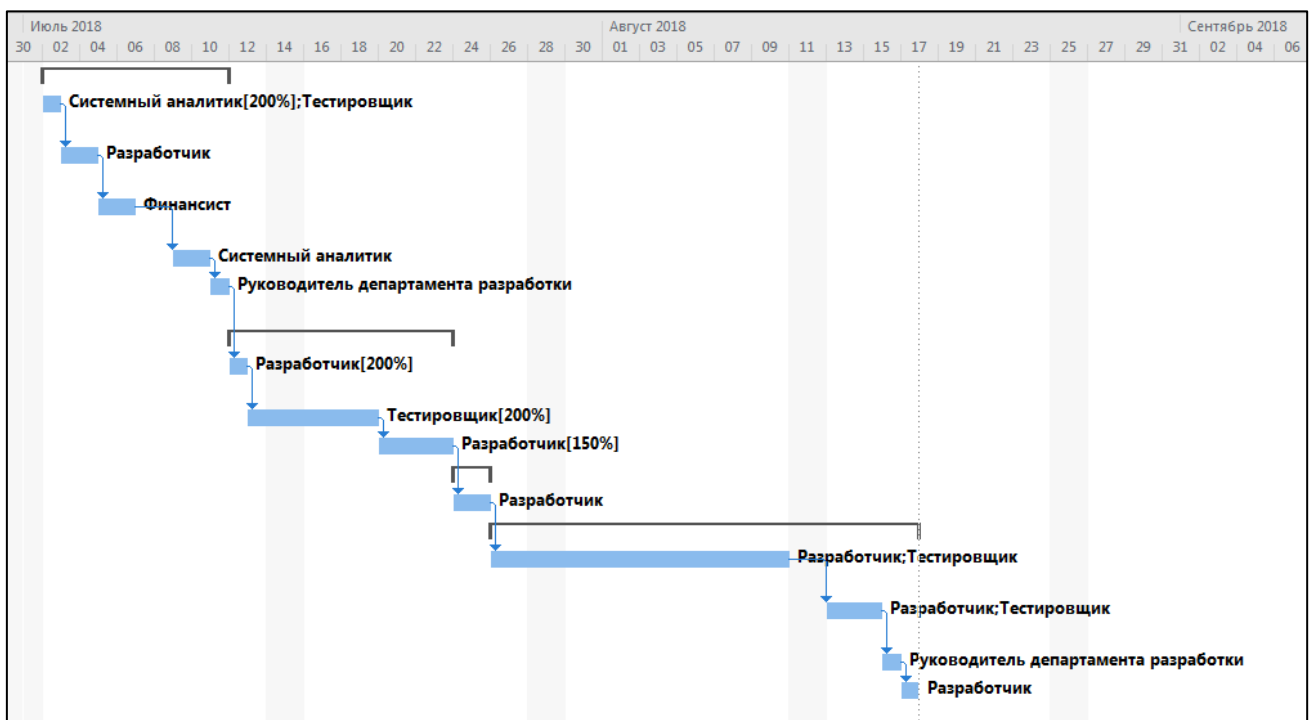 Июль 2018 Август 2018 Сентябрь 2018
30 02 04 06 08 10 12 14 16 18 20 22 24 26 28 30 01 03 05 07 09 11 13 15 17 19 21 23 25 27 29 31 02 04 06
Системный аналитик[200%];Тестировщик
Разработчик
Финансист
Системный аналитик
Руководитель департамента разработки
Разработчик[200%]
Тестировщик[200%]
Разработчик[150%]
Разработчик
Разработчик;Тестировщик
Разработчик;Тестировщик
Руководитель департамента разработки
Разработчик